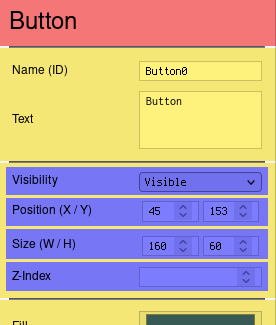 Button
Name (ID) Button0
Text Button
Visibility Visible
Position (X / Y) 45 153
Size (W / H) 160 60
Z-Index
Fill